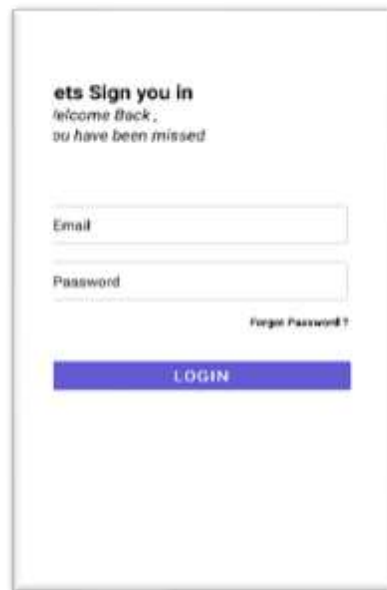 ets Sign you in
elcome Back ,
ou have been missed
Email
Password
Forgot Password ?
LOGIN